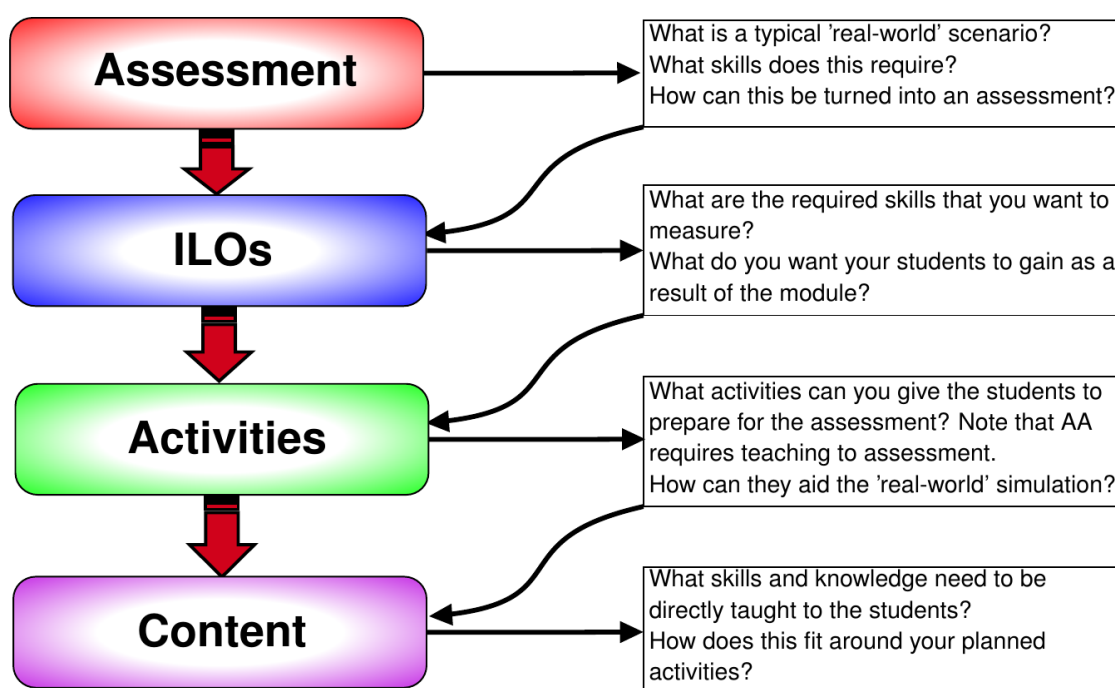 Assessment
What is a typical 'real-world' scenario?
What skills does this require?
How can this be turned into an assessment?
ILOs
What are the required skills that you want to
measure?
What do you want your students to gain as a
result of the module?
Activities
What activities can you give the students to
prepare for the assessment? Note that AA
requires teaching to assessment.
How can they aid the 'real-world' simulation?
Content
What skills and knowledge need to be
directly taught to the students?
How does this fit around your planned
activities?